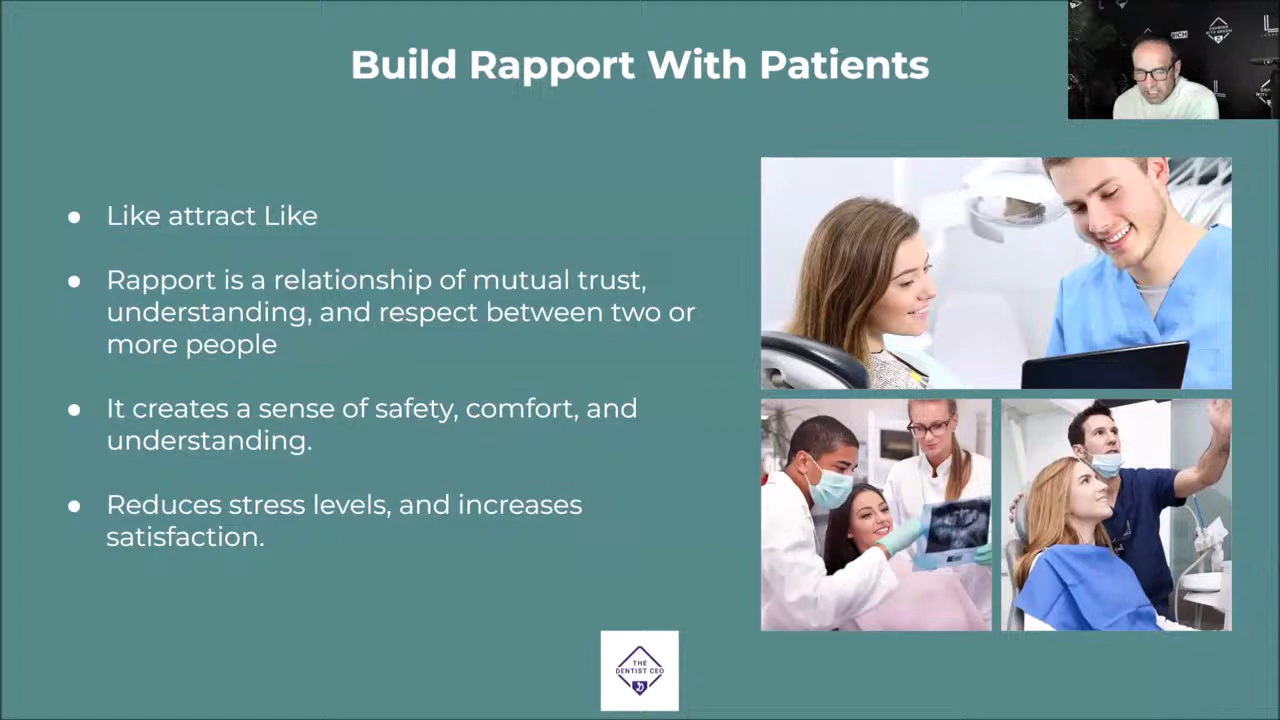 Build Rapport With Patients
RICH
● Like attract Like
● Rapport is a relationship of mutual trust,
understanding, and respect between two or
more people
● It creates a sense of safety, comfort, and
understanding.
● Reduces stress levels, and increases
satisfaction.
THE
DENTIST CEO